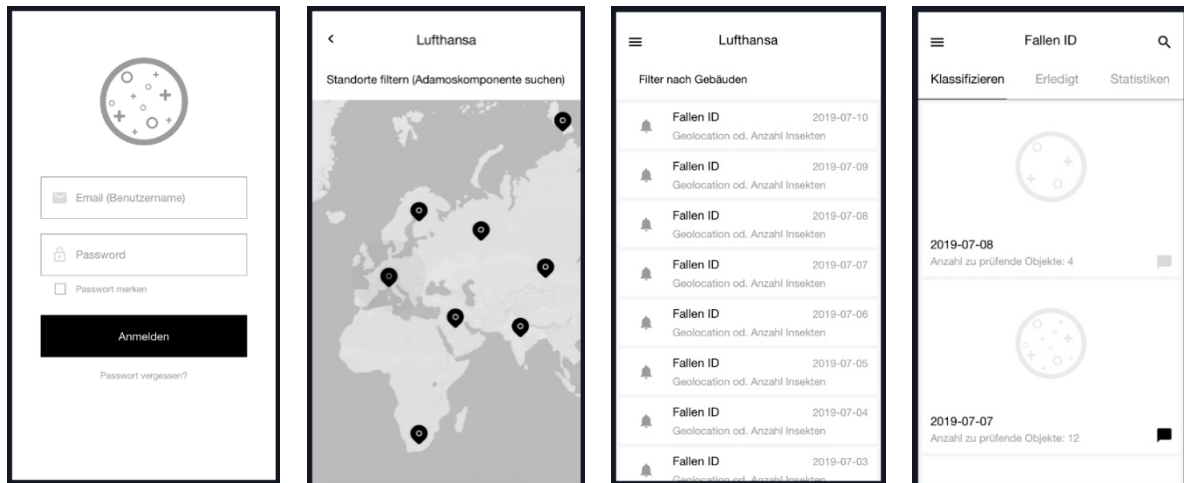 Email (Benutzername)
Password
Passwort merken
Anmelden
Passwort vergessen?
Lufthansa
Standorte filtern (Adamoskomponente suchen)
Lufthansa
Filter nach Gebäuden
Fallen ID 2019-07-10
Geolocation od. Anzahl Insekten
Fallen ID 2019-07-09
Geolocation od. Anzahl Insekten
Fallen ID 2019-07-08
Geolocation od. Anzahl Insekten
Fallen ID 2019-07-07
Geolocation od. Anzahl Insekten
Fallen ID 2019-07-06
Geolocation od. Anzahl Insekten
Fallen ID 2019-07-05
Geolocation od. Anzahl Insekten
Fallen ID 2019-07-04
Geolocation od. Anzahl Insekten
Fallen ID 2019-07-03
Geolocation od. Anzahl Insekten
Fallen ID
Klassifizieren Erledigt Statistiken
2019-07-08
Anzahl zu prüfende Objekte: 4
2019-07-07
Anzahl zu prüfende Objekte: 12